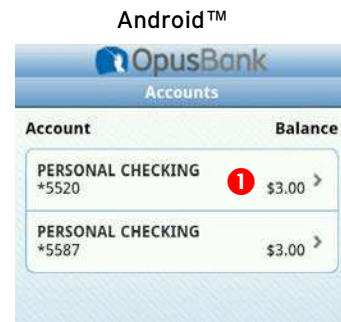 Android™
OpusBank
Accounts
Account Balance
PERSONAL CHECKING
*5520 1 $3.00 >
PERSONAL CHECKING
*5587 $3.00 >